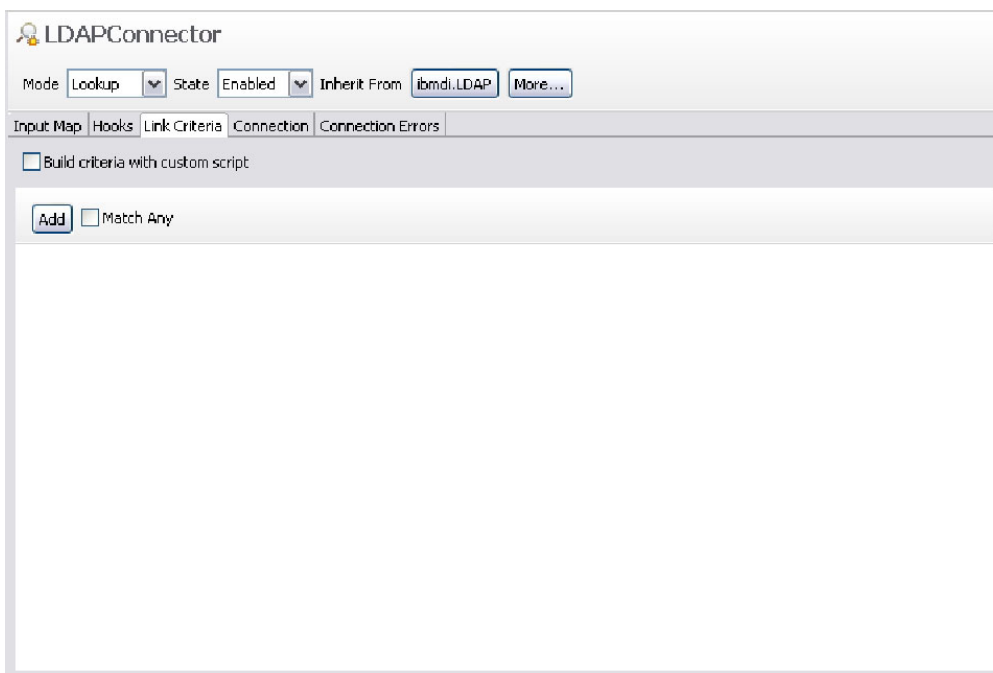 LDAPConnector
Mode Lookup State Enabled Inherit From ibmdi.LDAP More...
Input Map Hooks Link Criteria Connection Connection Errors
Build criteria with custom script
Add Match Any